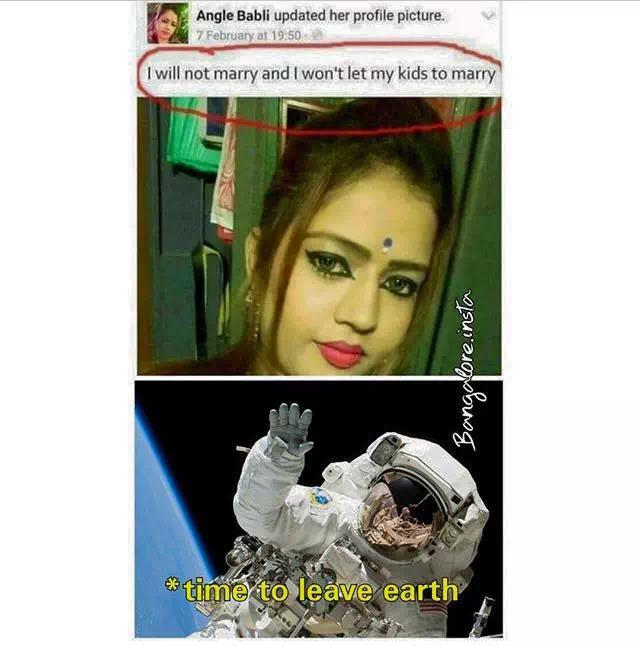 Angle Babli updated her profile picture.
7 February at 19:50
I will not marry and I won't let my kids to marry
Bangalore.insta
*time to leave earth